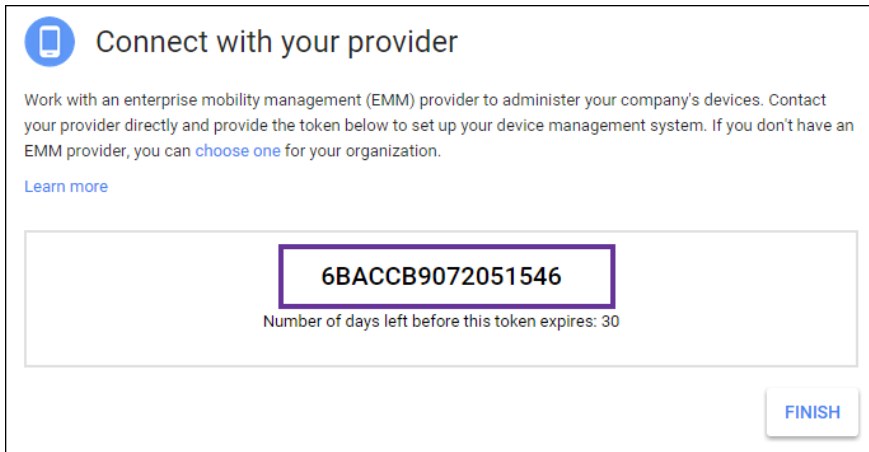 Connect with your provider
Work with an enterprise mobility management (EMM) provider to administer your company's devices. Contact
your provider directly and provide the token below to set up your device management system. If you don't have an
EMM provider, you can choose one for your organization.
Learn more
6BACCB9072051546
Number of days left before this token expires: 30
FINISH